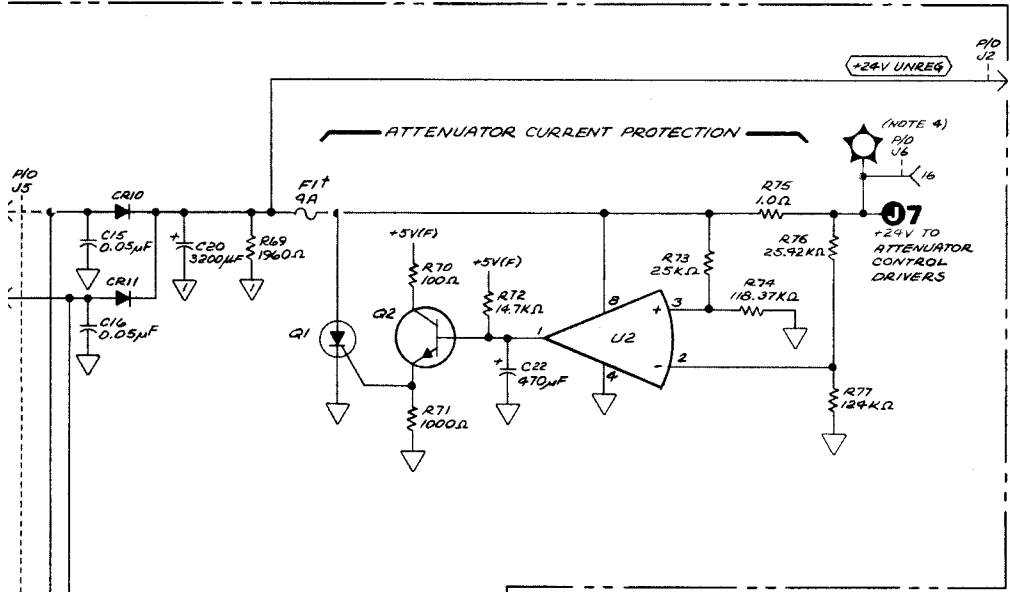 P/O
J2
+24V UNREG
ATTENUATOR CURRENT PROTECTION
(NOTE 4)
P/O
J6
16
P/O
J5
CR10
F1†
4A
R75
1.0Ω
J7
+24V TO
ATTENUATOR
CONTROL
DRIVERS
C15
0.05μF
+
C20
3200μF
R69
1960Ω
+5V(F)
R70
100Ω
+5V(F)
R72
14.7KΩ
R73
25KΩ
R76
25.42KΩ
R74
118.37KΩ
CR11
C16
0.05μF
Q1
Q2
1
8
3
+
U2
2
-
4
+
C22
470μF
R77
124KΩ
R71
1000Ω